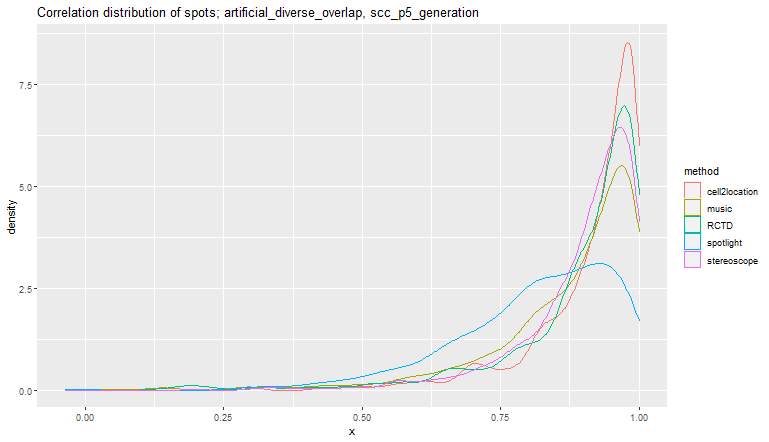 Correlation distribution of spots; artificial_diverse_overlap, scc_p5_generation
7.5
5.0
2.5
0.0
density
0.00 0.25 0.50 0.75 1.00
x
method
cell2location
music
RCTD
spotlight
stereoscope